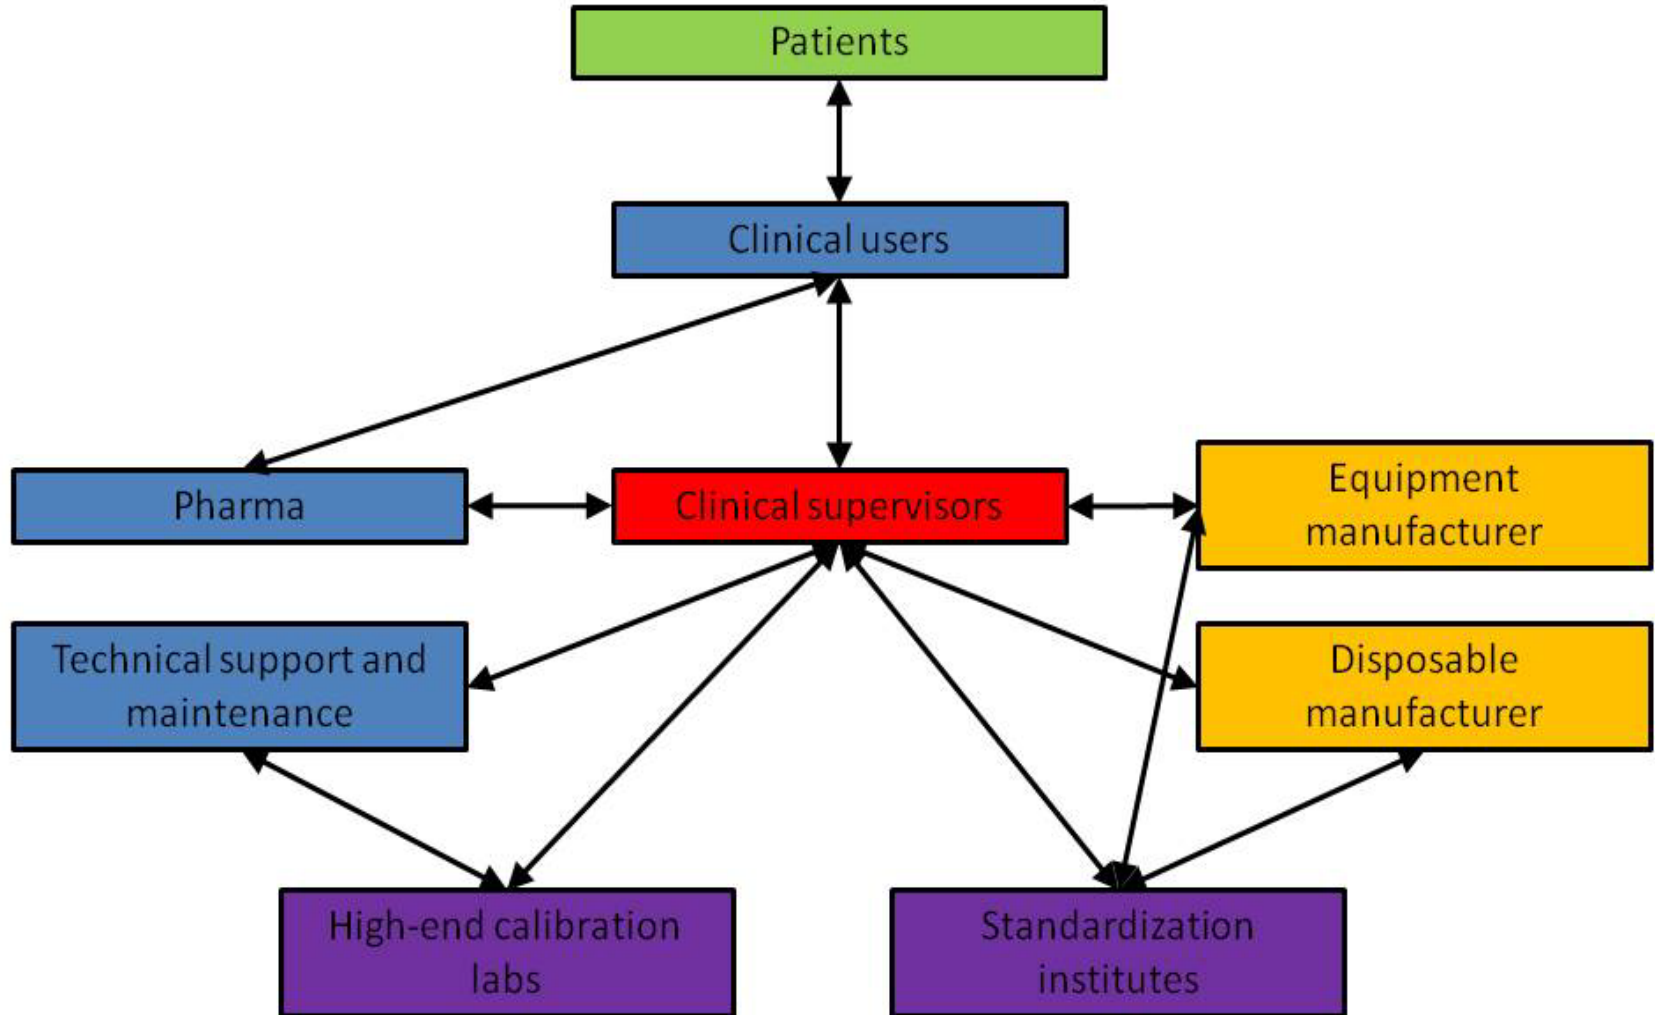 Patients
Clinical users
Pharma
Clinical supervisors
Equipment
manufacturer
Technical support and
maintenance
Disposable
manufacturer
High-end calibration
labs
Standardization
institutes